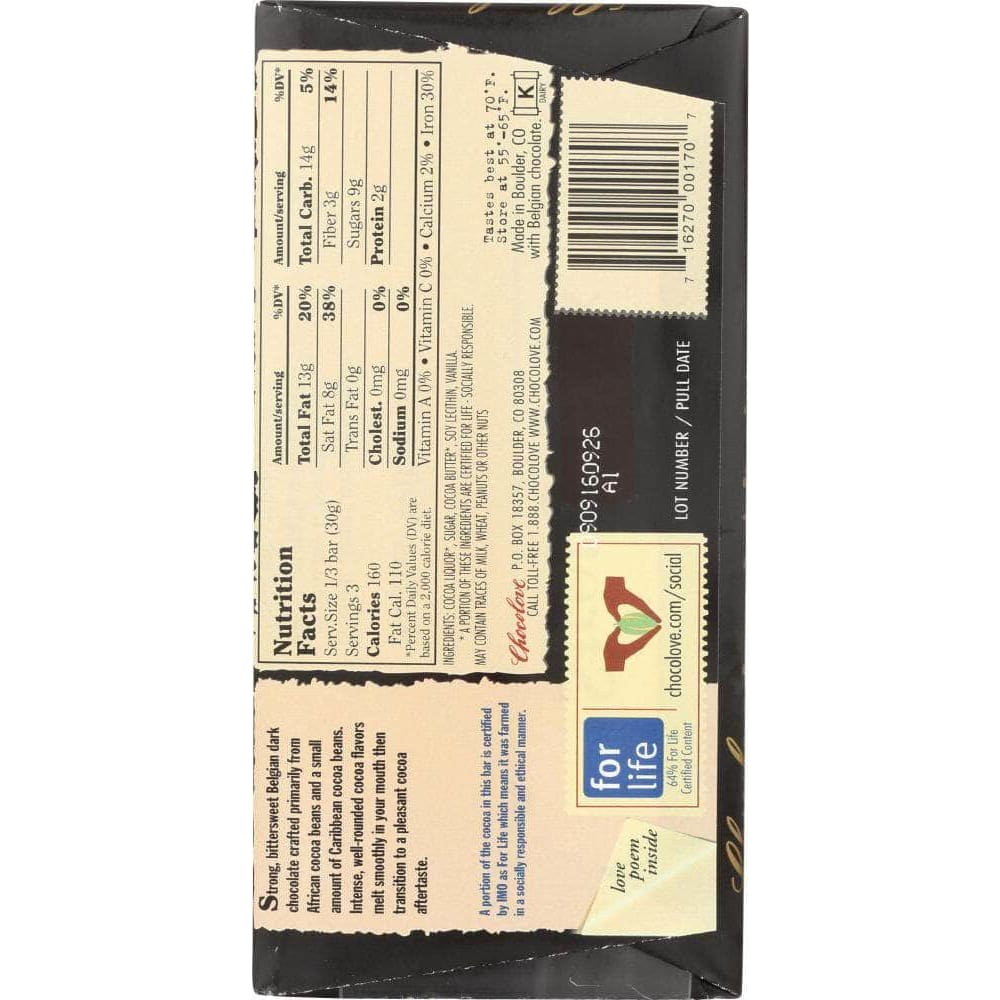 Strong, bittersweet Belgian dark
chocolate crafted primarily from
African cocoa beans and a small
amount of Caribbean cocoa beans.
Intense, well-rounded cocoa flavors
melt smoothly in your mouth then
transition to a pleasant cocoa
aftertaste.
A portion of the cocoa in this bar is certified
by IMO as For Life which means it was farmed
in a socially responsible and ethical manner.
love
poem
inside
Nutrition
Facts
Serv.Size 1/3 bar (30g)
Servings 3
Calories 160
Fat Cal. 110
*Percent Daily Values (DV) are
based on a 2,000 calorie diet.
Amount/serving %DV* Amount/serving %DV*
Total Fat 13g 20% Total Carb. 14g 5%
Sat Fat 8g 38% Fiber 3g 14%
Trans Fat 0g Sugars 9g
Cholest. 0mg 0% Protein 2g
Sodium 0mg 0%
Vitamin A 0% • Vitamin C 0% • Calcium 2% • Iron 30%
INGREDIENTS: COCOA LIQUOR*, SUGAR, COCOA BUTTER*, SOY LECITHIN, VANILLA.
* A PORTION OF THESE INGREDIENTS ARE CERTIFIED FOR LIFE - SOCIALLY RESPONSIBLE.
MAY CONTAIN TRACES OF MILK, WHEAT, PEANUTS OR OTHER NUTS
Tastes best at 70°F.
Store at 55°-65°F.
Made in Boulder, CO
with Belgian chocolate.
K
DAIRY
Chocolove P.O. BOX 18357, BOULDER, CO 80308
CALL TOLL-FREE 1.888.CHOCOLOVE WWW.CHOCOLOVE.COM
for
life
64% For Life
Certified Content
chocolove.com/social
0909160926
A1
LOT NUMBER / PULL DATE
7 16270 00170 7